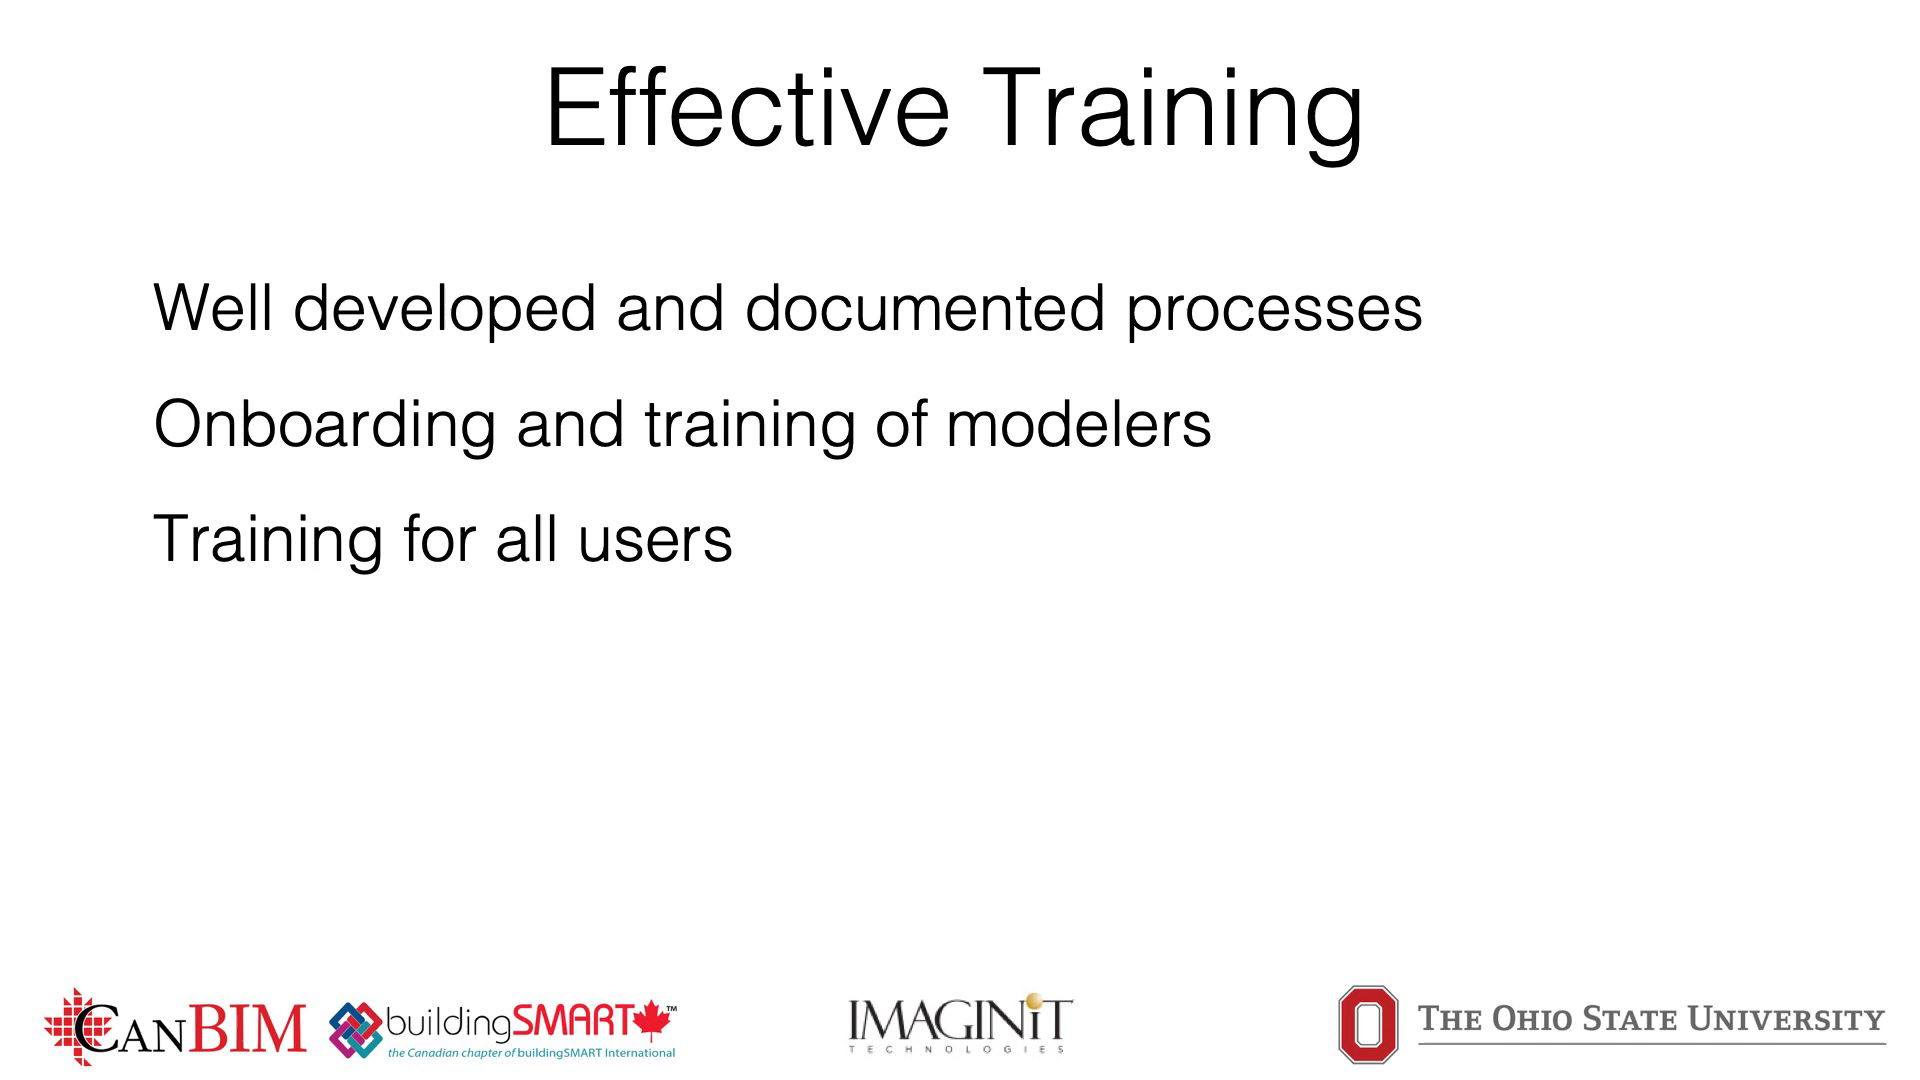 Effective Training
Well developed and documented processes
Onboarding and training of modelers
Training for all users
CANBIM
buildingSMART™
the Canadian chapter of buildingSMART International
IMAGINiT
TECHNOLOGIES
THE OHIO STATE UNIVERSITY